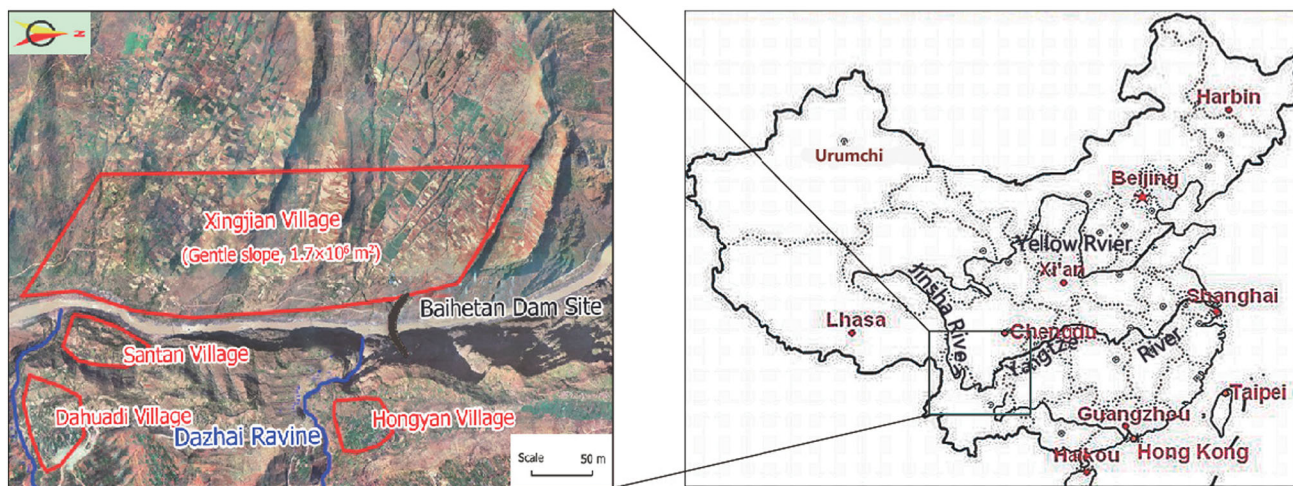 N
Xingjian Village
(Gentle slope, 1.7×10⁶ m²)
Baihetan Dam Site
Santan Village
Dahuadi Village
Dazhai Ravine
Hongyan Village
Scale
50 m
Harbin
Urumchi
Beijing
Yellow Rvier
Xi'an
Jinsha River
Shanghai
Lhasa
Chengdu
Yangtze
River
Taipei
Guangzhou
Hong Kong
Haikou